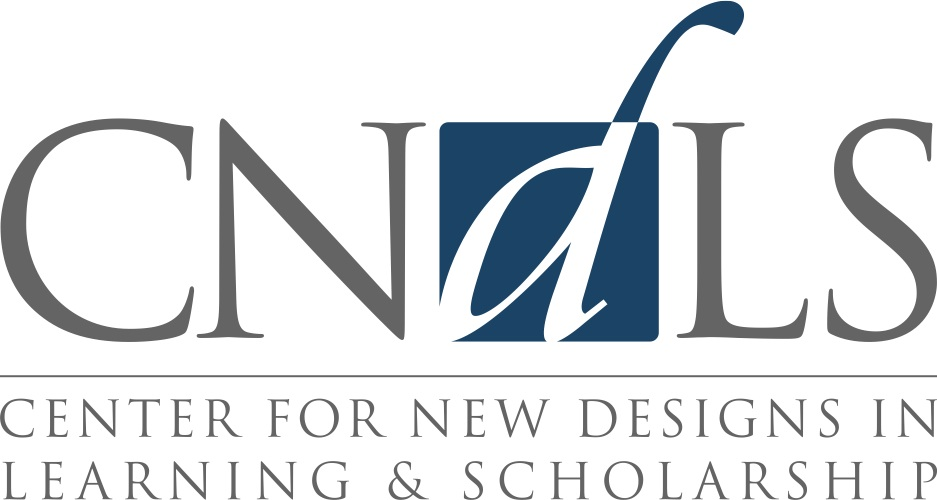 CNdLS
CENTER FOR NEW DESIGNS IN
LEARNING & SCHOLARSHIP